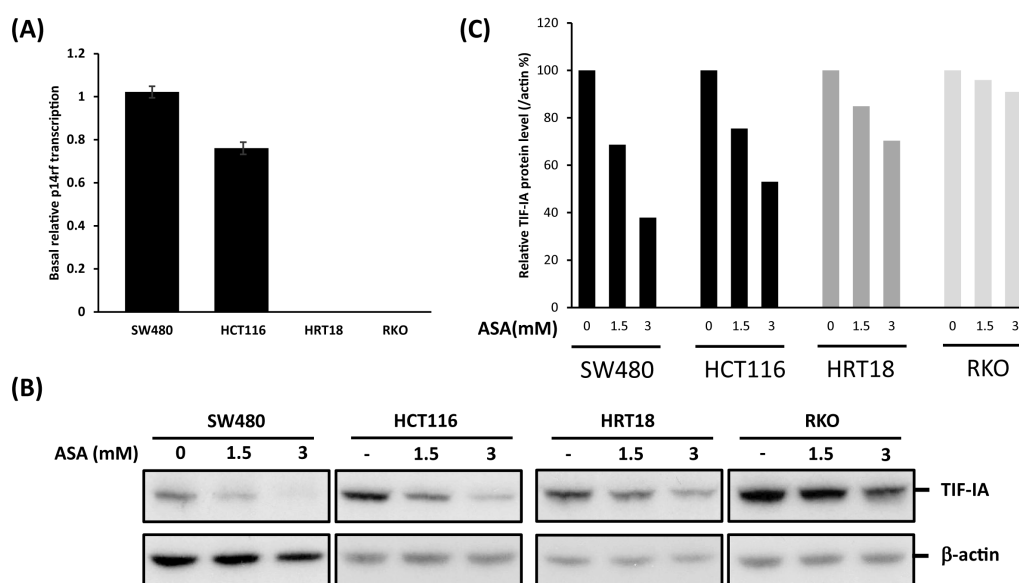 (A)
Basal relative p14rf transcription
1.2
1
0.8
0.6
0.4
0.2
0
SW480 HCT116 HRT18 RKO
(C)
Relative TIF-IA protein level (/actin %)
120
100
80
60
40
20
0
ASA(mM) 0 1.5 3 0 1.5 3 0 1.5 3 0 1.5 3
SW480 HCT116 HRT18 RKO
(B)
SW480 HCT116 HRT18 RKO
ASA (mM) 0 1.5 3 - 1.5 3 - 1.5 3 - 1.5 3
TIF-IA
β-actin